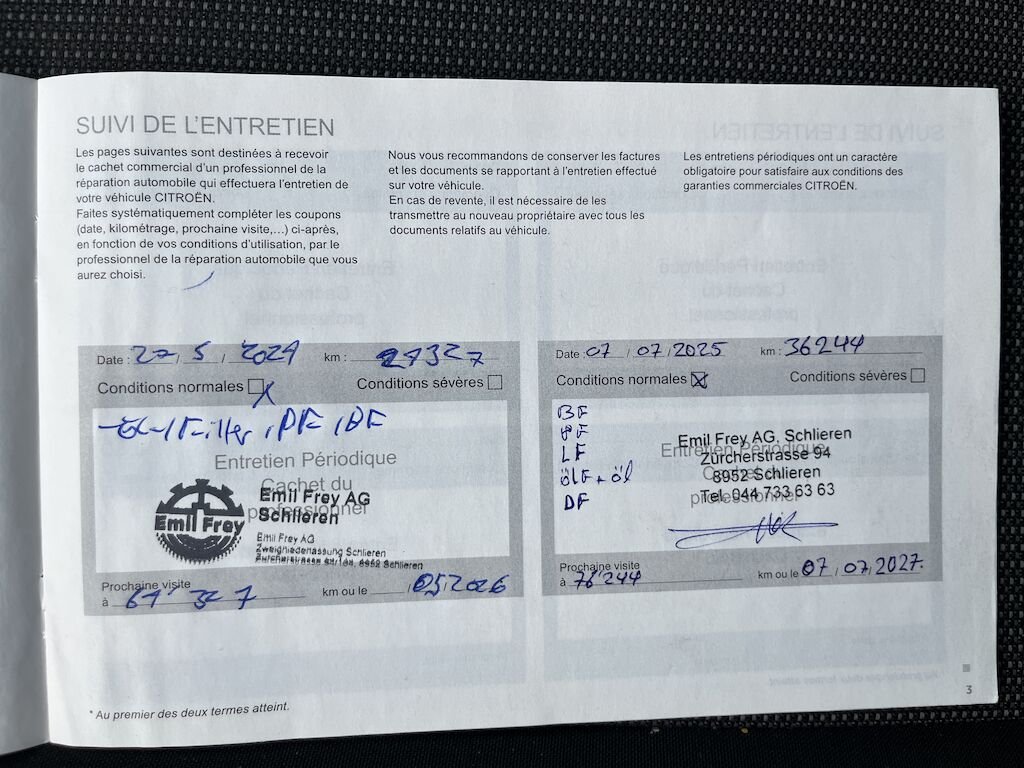 SUIVI DE L'ENTRETIEN
Les pages suivantes sont destinées à recevoir
le cachet commercial d'un professionnel de la
réparation automobile qui effectuera l'entretien de
votre véhicule CITROËN.
Faites systématiquement compléter les coupons
(date, kilométrage, prochaine visite,...) ci-après,
en fonction de vos conditions d'utilisation, par le
professionnel de la réparation automobile que vous
aurez choisi.
Nous vous recommandons de conserver les factures
et les documents se rapportant à l'entretien effectué
sur votre véhicule.
En cas de revente, il est nécessaire de les
transmettre au nouveau propriétaire avec tous les
documents relatifs au véhicule.
Les entretiens périodiques ont un caractère
obligatoire pour satisfaire aux conditions des
garanties commerciales CITROËN.
Date : 5 / km : 27327
Conditions normales Conditions sévères
Entretien Périodique
Cachet du
professionnel
Emil Frey
Emil Frey AG
Schlieren
Emil Frey AG
Zweigniederlassung Schlieren
8952 Schlieren
Prochaine visite
à km ou le 05/2026
Date : 07 / 07 / 2025 km : 36244
Conditions normales Conditions sévères
BF
LF
ölF + öl
DF
Entretien Périodique
Cachet du
professionnel
Emil Frey AG, Schlieren
Zürcherstrasse 94
8952 Schlieren
Tel. 044 733 63 63
Prochaine visite
à 76'244 km ou le 07 / 07 / 2027.
* Au premier des deux termes atteint.
3